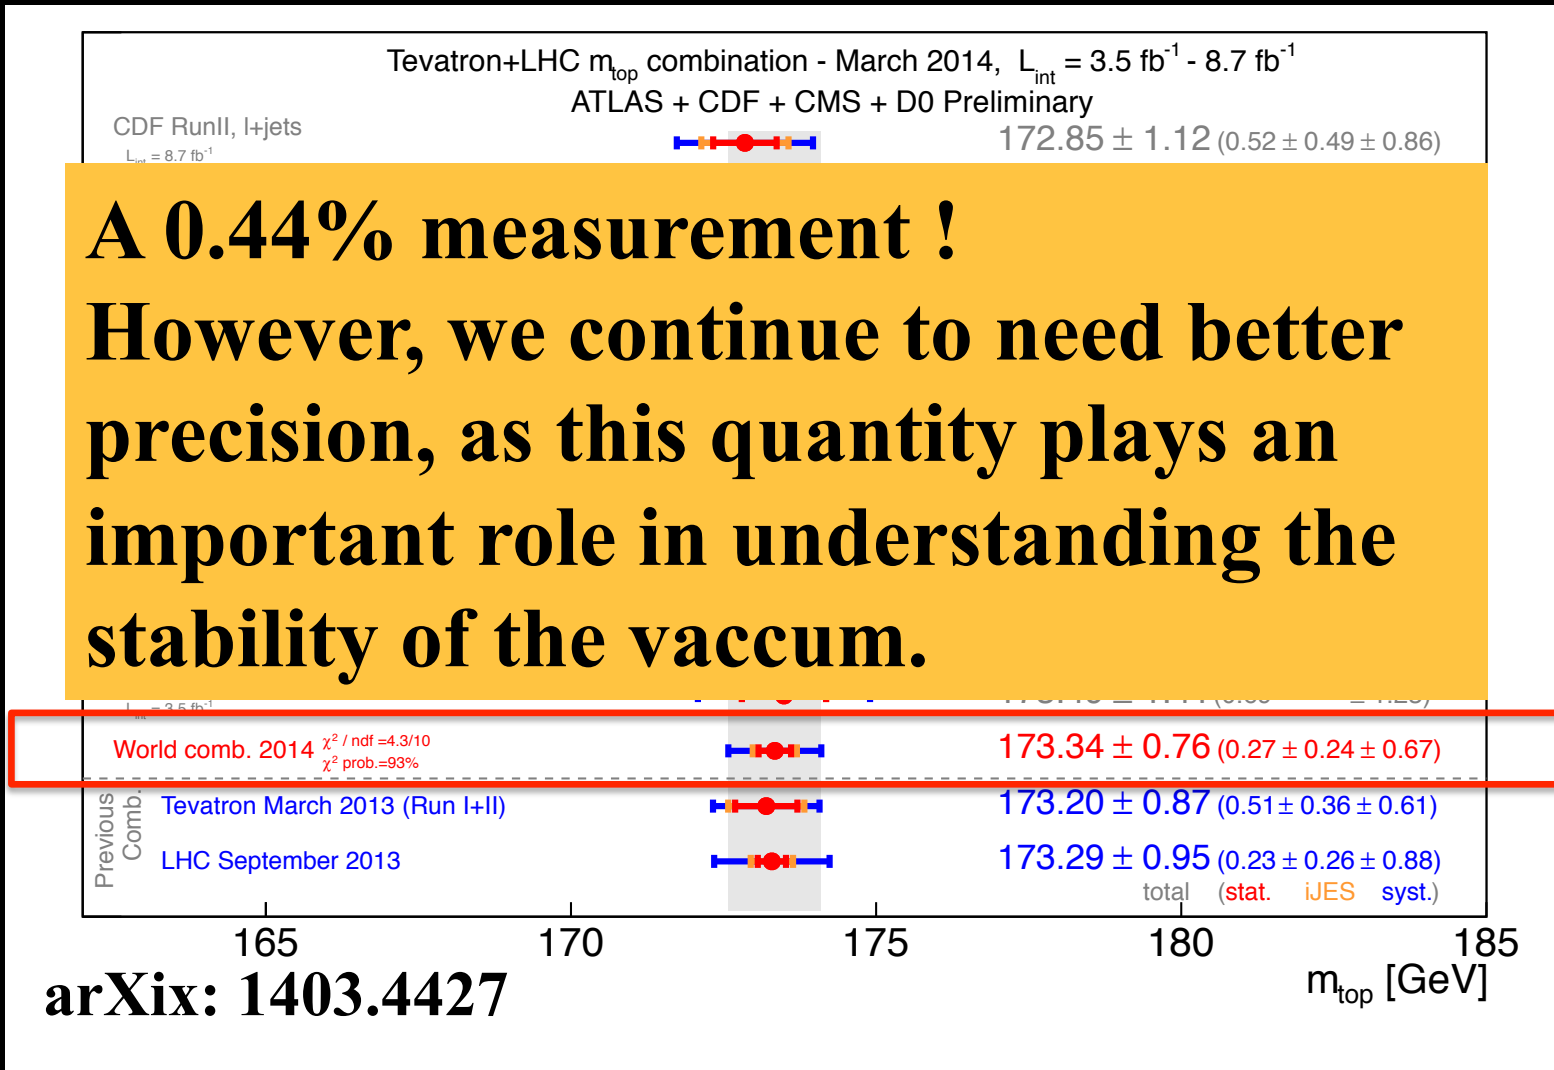 Tevatron+LHC m_top combination - March 2014, L_int = 3.5 fb⁻¹ - 8.7 fb⁻¹
ATLAS + CDF + CMS + D0 Preliminary
CDF RunII, l+jets 172.85 ± 1.12 (0.52 ± 0.49 ± 0.86)
L_int = 8.7 fb⁻¹
A 0.44% measurement !
However, we continue to need better
precision, as this quantity plays an
important role in understanding the
stability of the vaccum.
= 3.5 fb⁻¹
World comb. 2014 χ² / ndf =4.3/10 173.34 ± 0.76 (0.27 ± 0.24 ± 0.67)
χ² prob.=93%
Previous
Comb.
Tevatron March 2013 (Run I+II) 173.20 ± 0.87 (0.51± 0.36 ± 0.61)
LHC September 2013 173.29 ± 0.95 (0.23 ± 0.26 ± 0.88)
total (stat. iJES syst.)
165 170 175 180 185
m_top [GeV]
arXix: 1403.4427